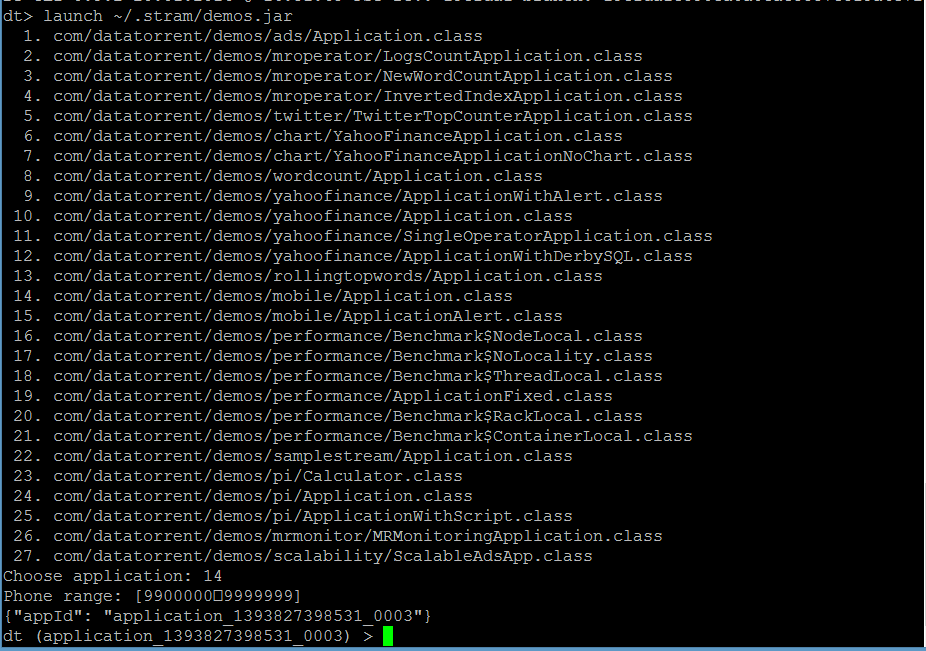 dt> launch ~/.stram/demos.jar
1. com/datatorrent/demos/ads/Application.class
2. com/datatorrent/demos/mroperator/LogsCountApplication.class
3. com/datatorrent/demos/mroperator/NewWordCountApplication.class
4. com/datatorrent/demos/mroperator/InvertedIndexApplication.class
5. com/datatorrent/demos/twitter/TwitterTopCounterApplication.class
6. com/datatorrent/demos/chart/YahooFinanceApplication.class
7. com/datatorrent/demos/chart/YahooFinanceApplicationNoChart.class
8. com/datatorrent/demos/wordcount/Application.class
9. com/datatorrent/demos/yahoofinance/ApplicationWithAlert.class
10. com/datatorrent/demos/yahoofinance/Application.class
11. com/datatorrent/demos/yahoofinance/SingleOperatorApplication.class
12. com/datatorrent/demos/yahoofinance/ApplicationWithDerbySQL.class
13. com/datatorrent/demos/rollingtopwords/Application.class
14. com/datatorrent/demos/mobile/Application.class
15. com/datatorrent/demos/mobile/ApplicationAlert.class
16. com/datatorrent/demos/performance/Benchmark$NodeLocal.class
17. com/datatorrent/demos/performance/Benchmark$NoLocality.class
18. com/datatorrent/demos/performance/Benchmark$ThreadLocal.class
19. com/datatorrent/demos/performance/ApplicationFixed.class
20. com/datatorrent/demos/performance/Benchmark$RackLocal.class
21. com/datatorrent/demos/performance/Benchmark$ContainerLocal.class
22. com/datatorrent/demos/samplestream/Application.class
23. com/datatorrent/demos/pi/Calculator.class
24. com/datatorrent/demos/pi/Application.class
25. com/datatorrent/demos/pi/ApplicationWithScript.class
26. com/datatorrent/demos/mrmonitor/MRMonitoringApplication.class
27. com/datatorrent/demos/scalability/ScalableAdsApp.class
Choose application: 14
Phone range: [9900000□9999999]
{"appId": "application_1393827398531_0003"}
dt (application_1393827398531_0003) >